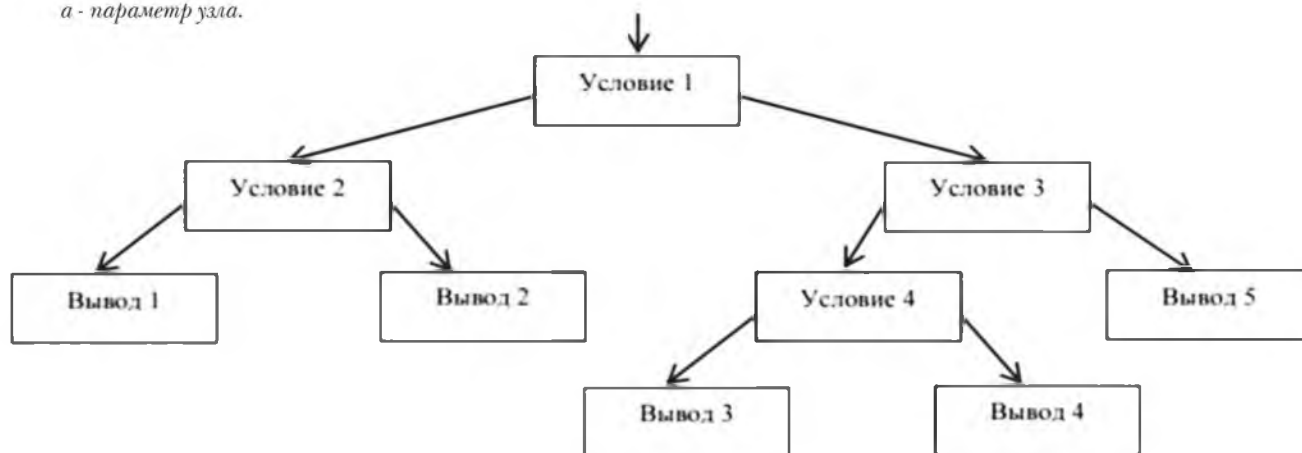 а - параметр узла.
Условие 1
Условие 2
Условие 3
Вывод 1
Вывод 2
Условие 4
Вывод 5
Вывод 3
Вывод 4